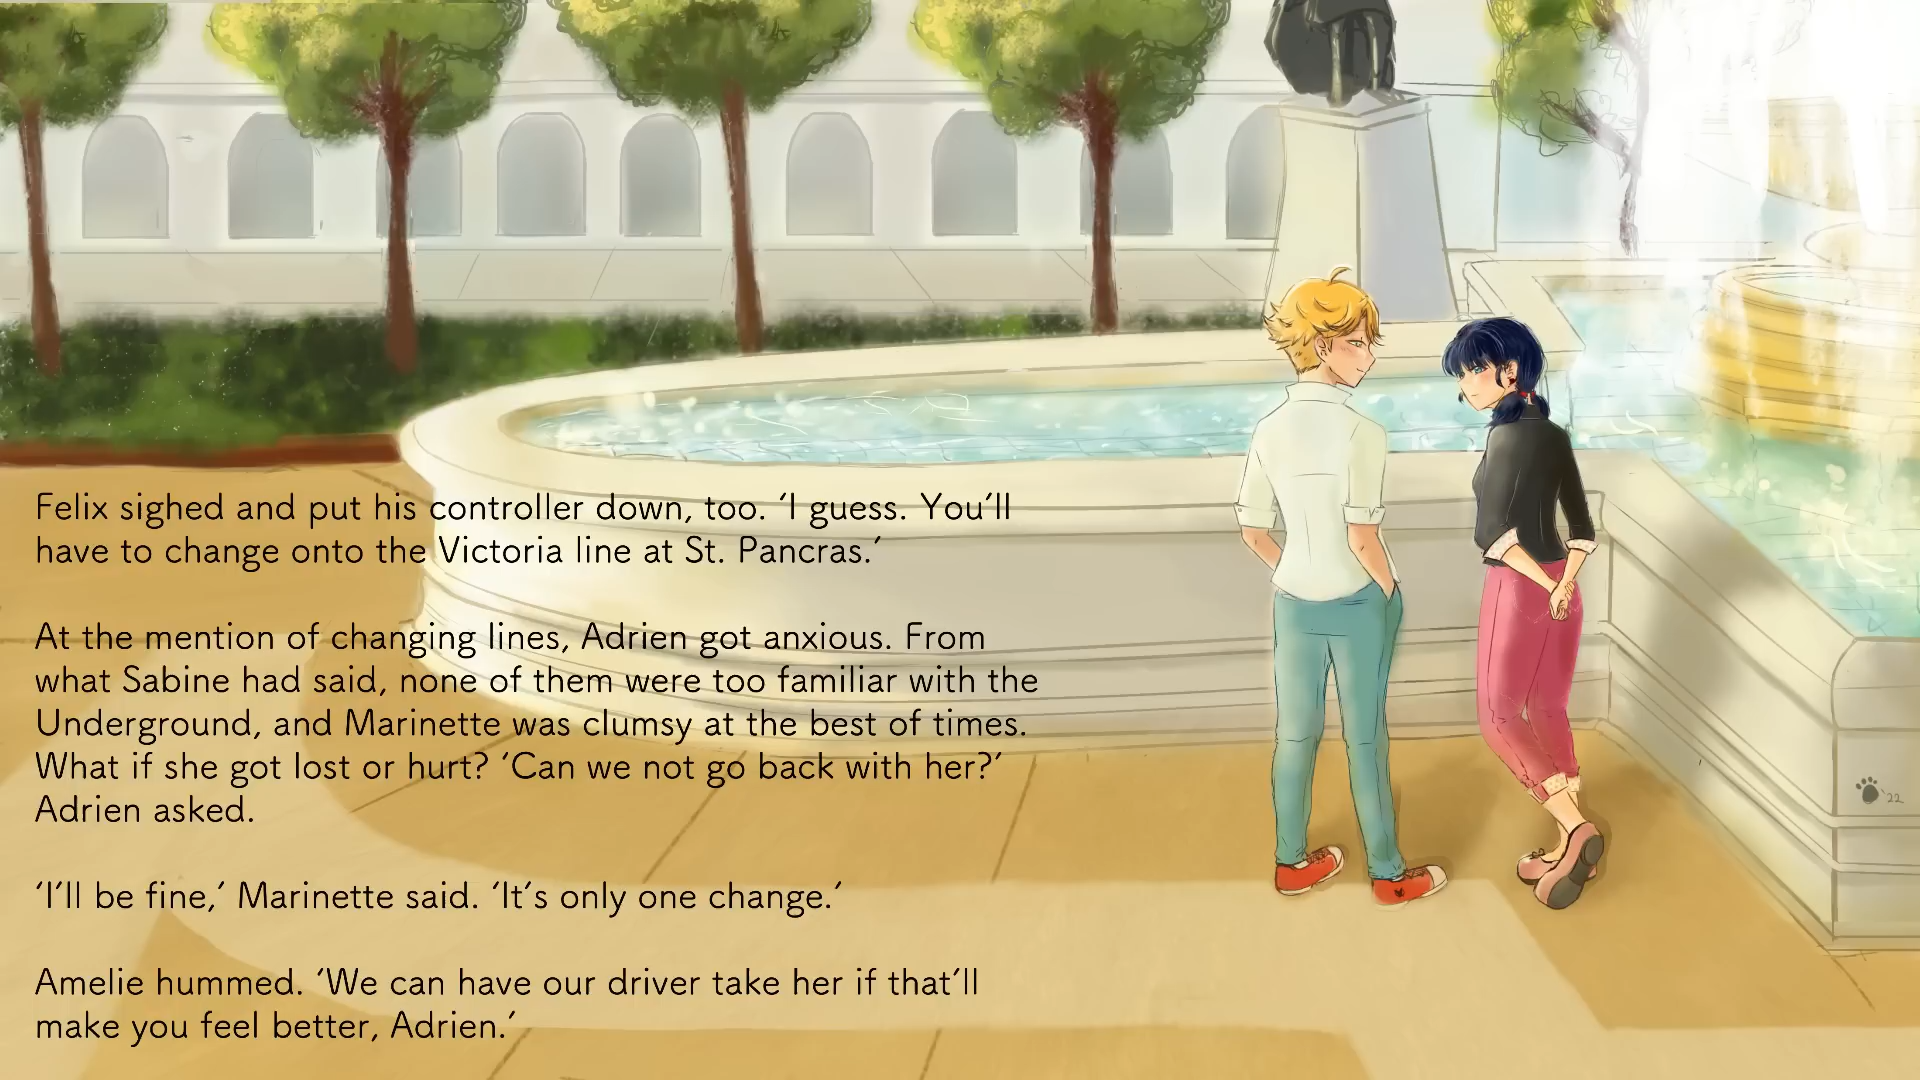 Felix sighed and put his controller down, too. ‘I guess. You’ll
have to change onto the Victoria line at St. Pancras.’
At the mention of changing lines, Adrien got anxious. From
what Sabine had said, none of them were too familiar with the
Underground, and Marinette was clumsy at the best of times.
What if she got lost or hurt? ‘Can we not go back with her?’
Adrien asked.
‘I’ll be fine,’ Marinette said. ‘It’s only one change.’
Amelie hummed. ‘We can have our driver take her if that’ll
make you feel better, Adrien.’
'22